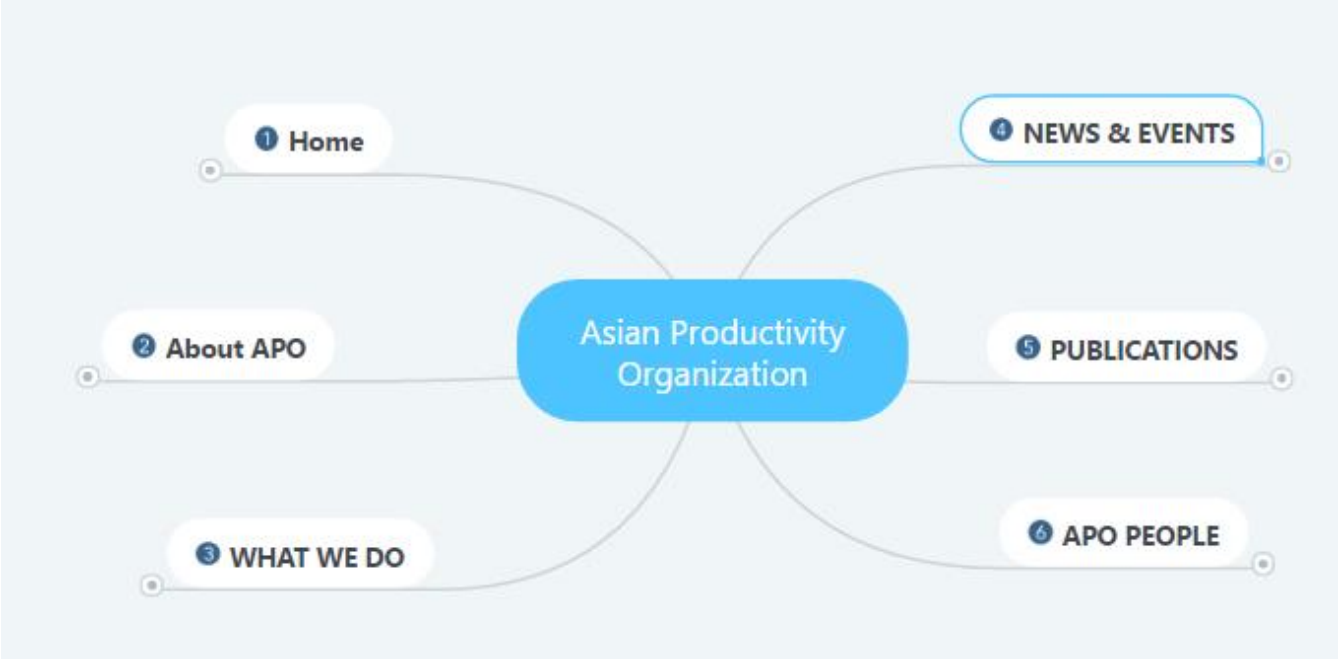 ❶ Home
❷ About APO
❸ WHAT WE DO
Asian Productivity
Organization
❹ NEWS & EVENTS
❺ PUBLICATIONS
❻ APO PEOPLE